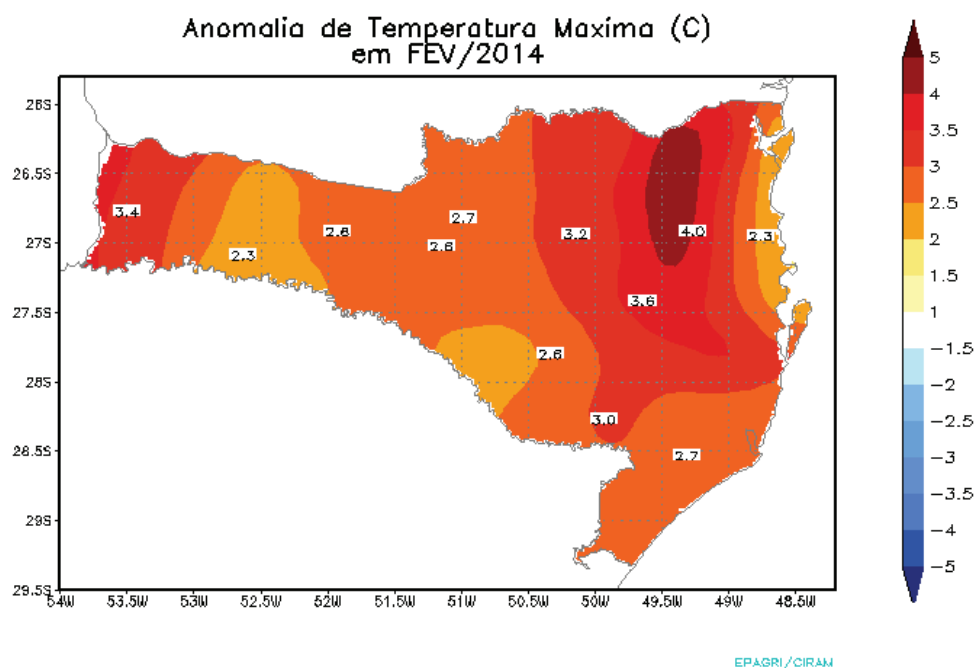 Anomalia de Temperatura Maxima (C)
em FEV/2014
26S
26.5S
27S
27.5S
28S
28.5S
29S
29.5S
54W 53.5W 53W 52.5W 52W 51.5W 51W 50.5W 50W 49.5W 49W 48.5W
3.4
2.3
2.6
2.7
2.6
3.2
4.0
2.3
3.6
2.6
3.0
2.7
5
4
3.5
3
2.5
2
1.5
1
-1.5
-2
-2.5
-3
-3.5
-4
-5
EPAGRI/CIRAM